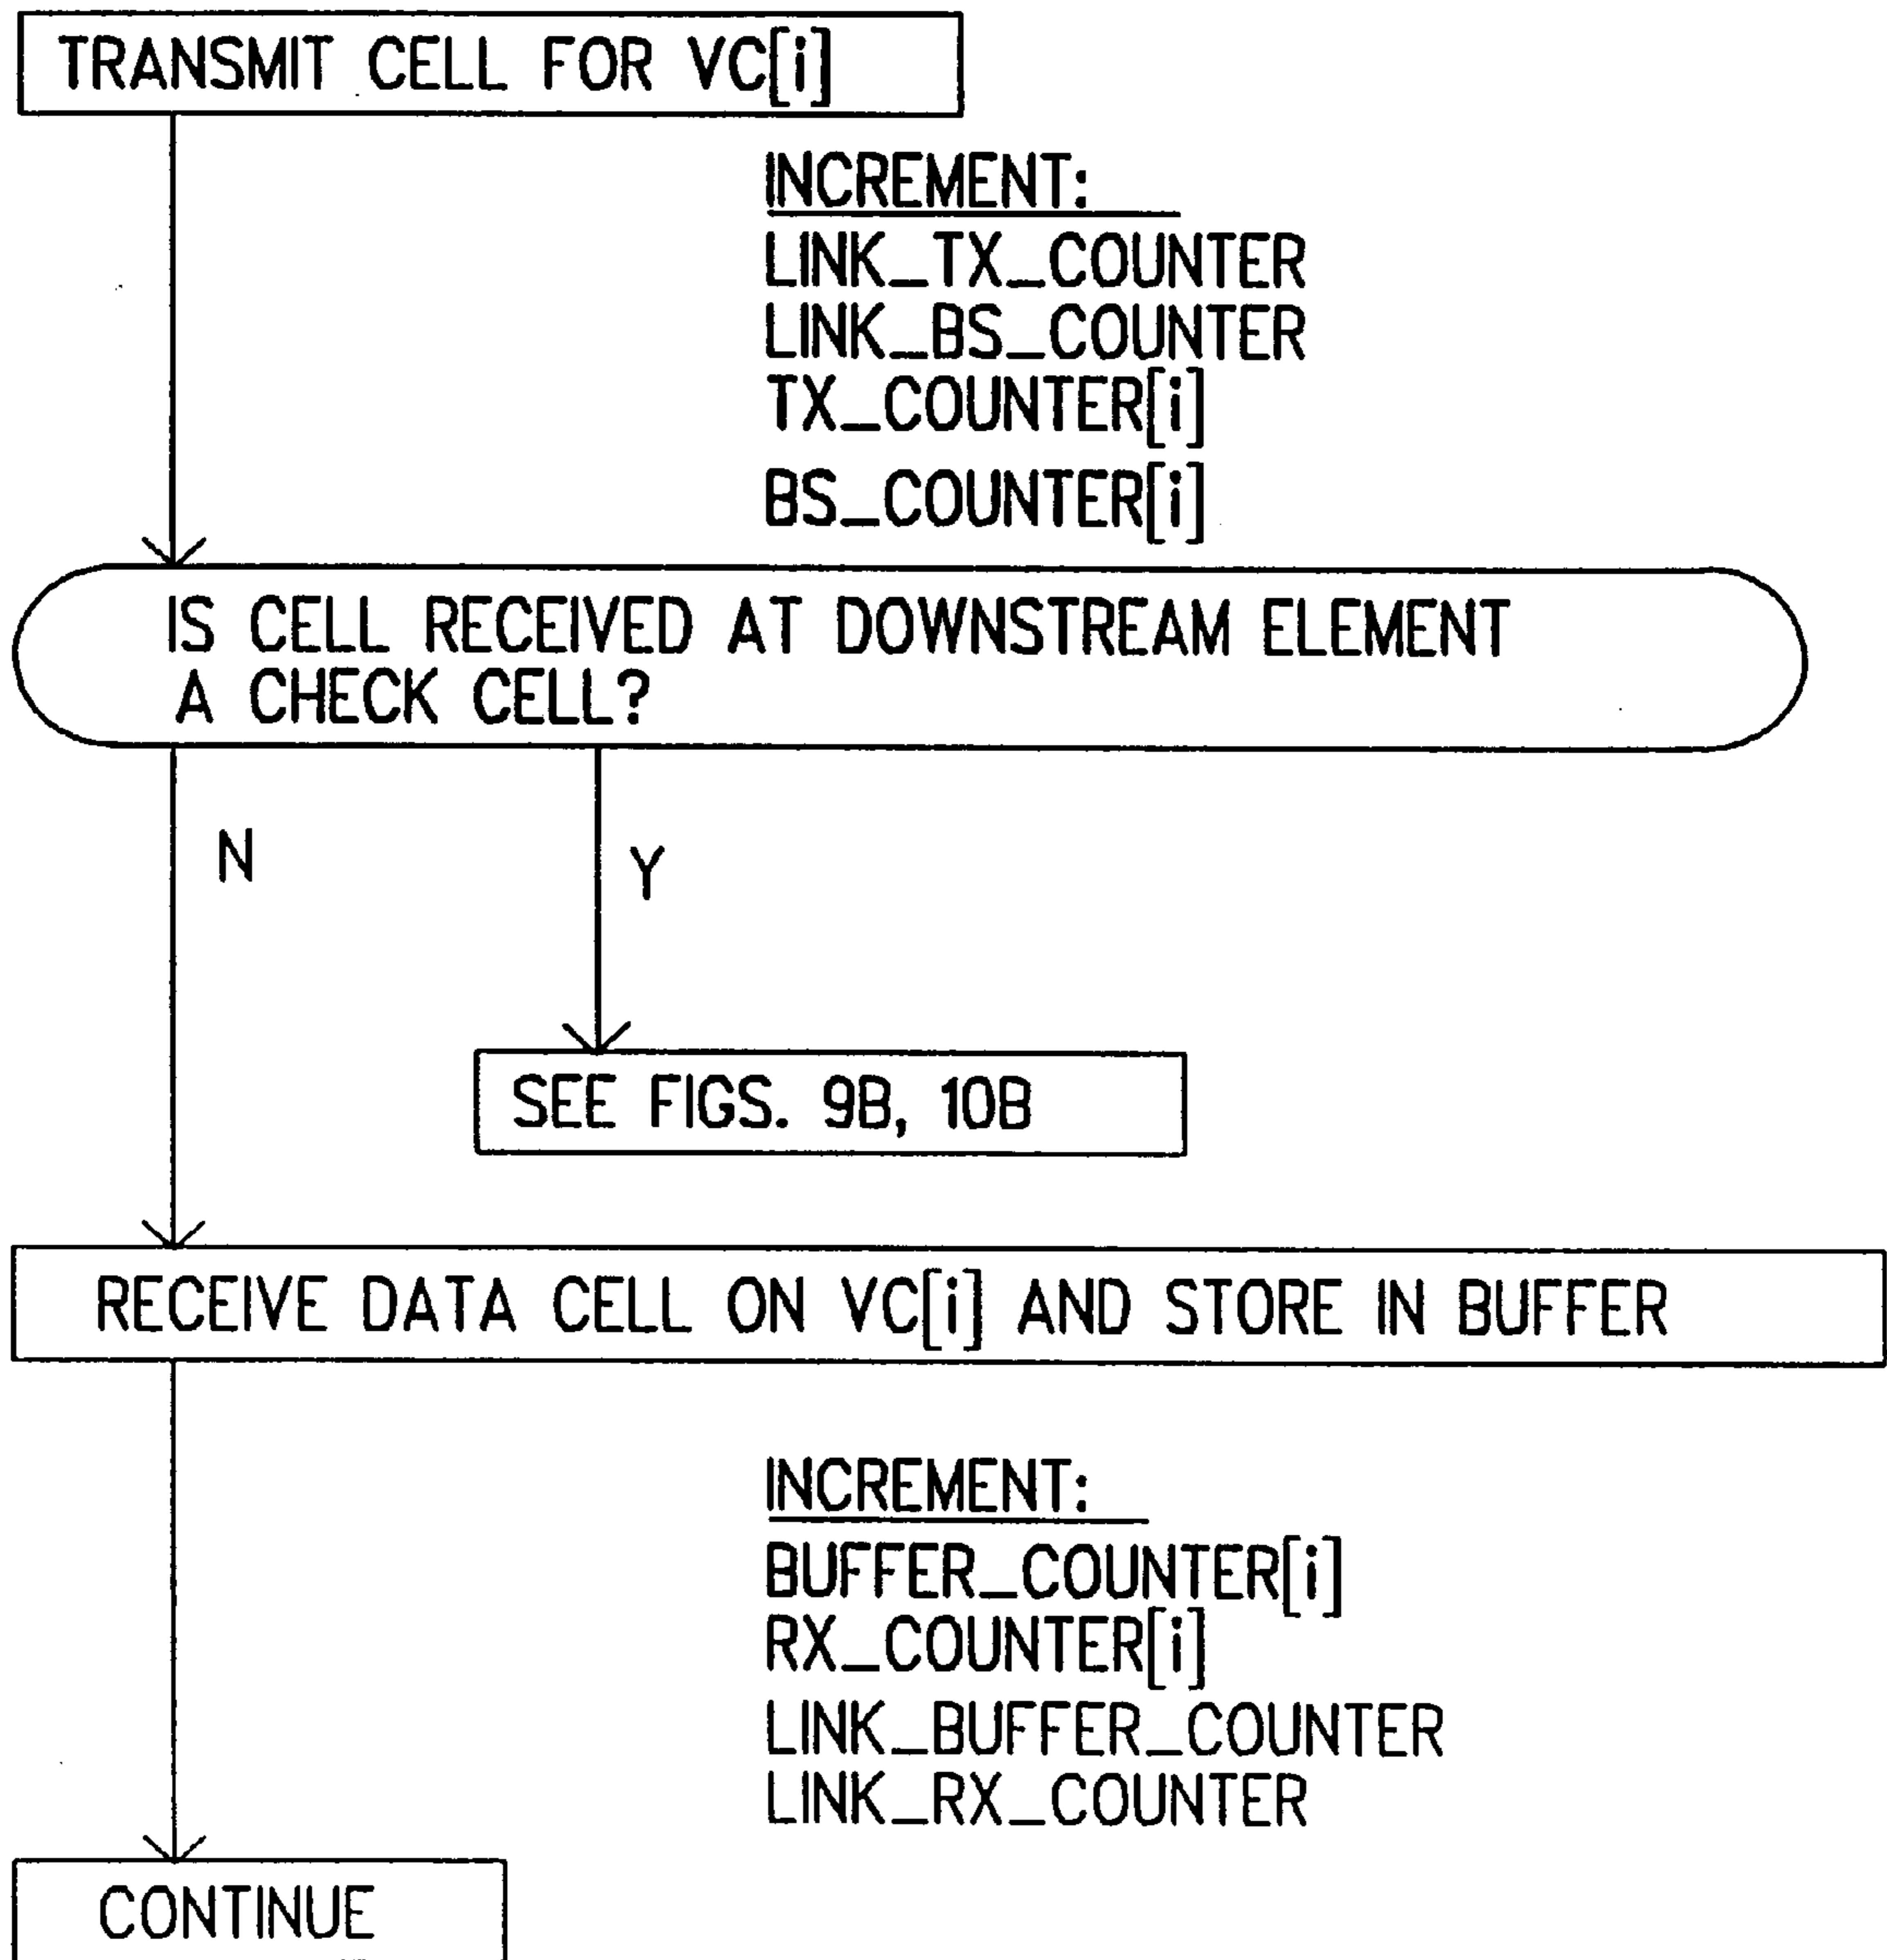 TRANSMIT CELL FOR VC[i]
INCREMENT:
LINK_TX_COUNTER
LINK_BS_COUNTER
TX_COUNTER[i]
BS_COUNTER[i]
IS CELL RECEIVED AT DOWNSTREAM ELEMENT
A CHECK CELL?
N
Y
SEE FIGS. 9B, 10B
RECEIVE DATA CELL ON VC[i] AND STORE IN BUFFER
INCREMENT:
BUFFER_COUNTER[i]
RX_COUNTER[i]
LINK_BUFFER_COUNTER
LINK_RX_COUNTER
CONTINUE